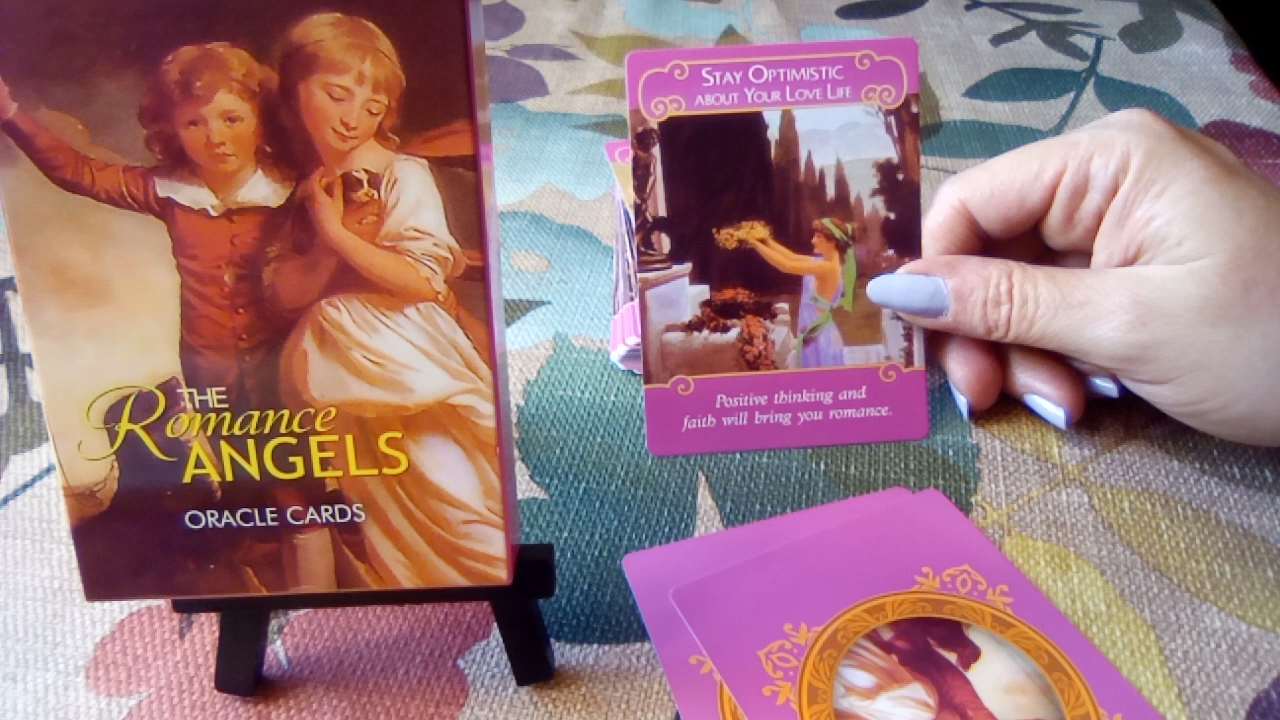 THE
Romance
ANGELS
ORACLE CARDS
STAY OPTIMISTIC
ABOUT YOUR LOVE LIFE
Positive thinking and
faith will bring you romance.